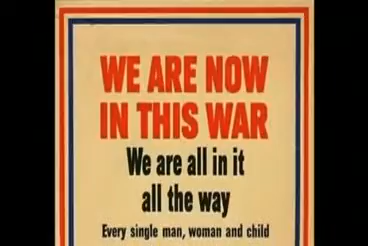 WE ARE NOW
IN THIS WAR
We are all in it
all the way
Every single man, woman and child